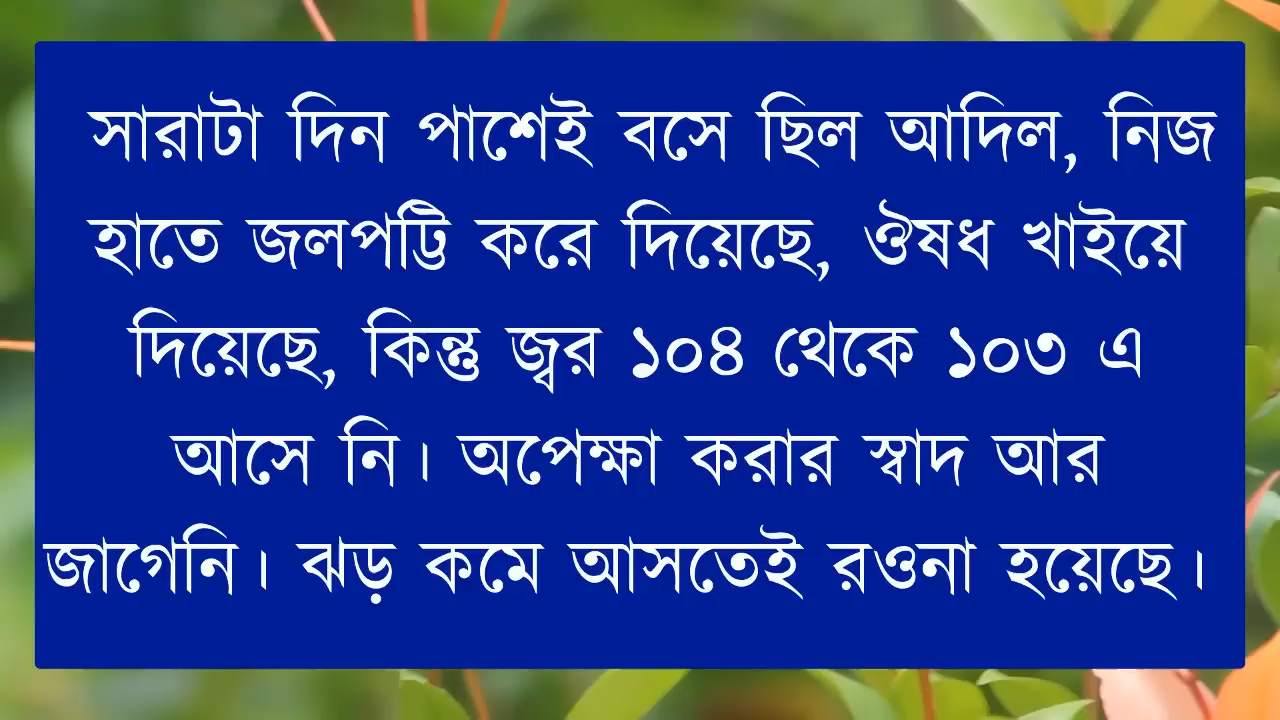 সারাটা দিন পাশেই বসে ছিল আদিল, নিজ
হাতে জলপট্টি করে দিয়েছে, ঔষধ খাইয়ে
দিয়েছে, কিন্তু জ্বর ১০৪ থেকে ১০৩ এ
আসে নি। অপেক্ষা করার স্বাদ আর
জাগেনি। ঝড় কমে আসতেই রওনা হয়েছে।